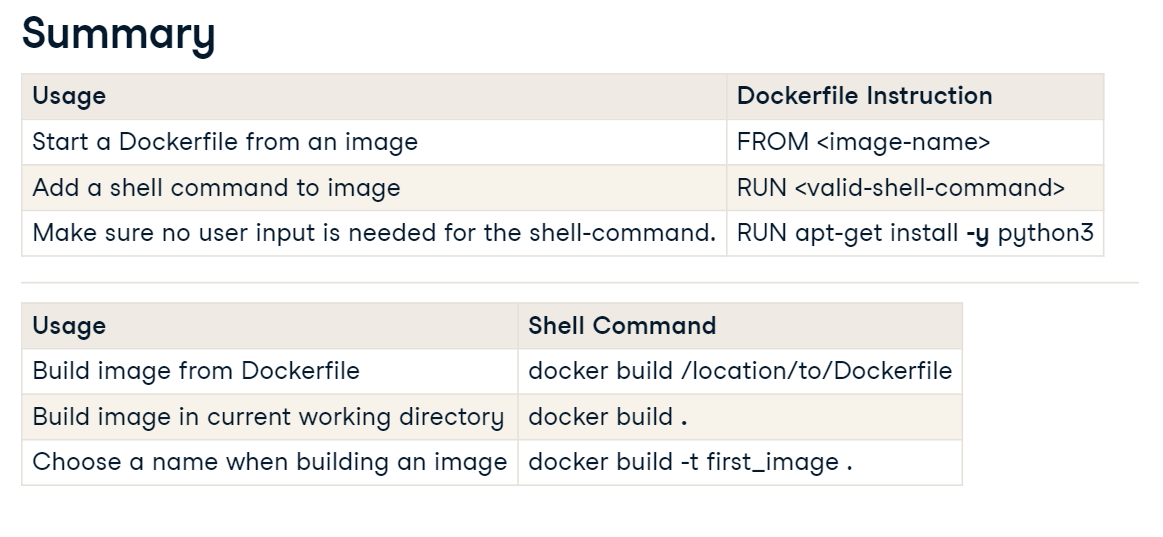 Summary
Usage Dockerfile Instruction
Start a Dockerfile from an image FROM <image-name>
Add a shell command to image RUN <valid-shell-command>
Make sure no user input is needed for the shell-command. RUN apt-get install -y python3
Usage Shell Command
Build image from Dockerfile docker build /location/to/Dockerfile
Build image in current working directory docker build .
Choose a name when building an image docker build -t first_image .